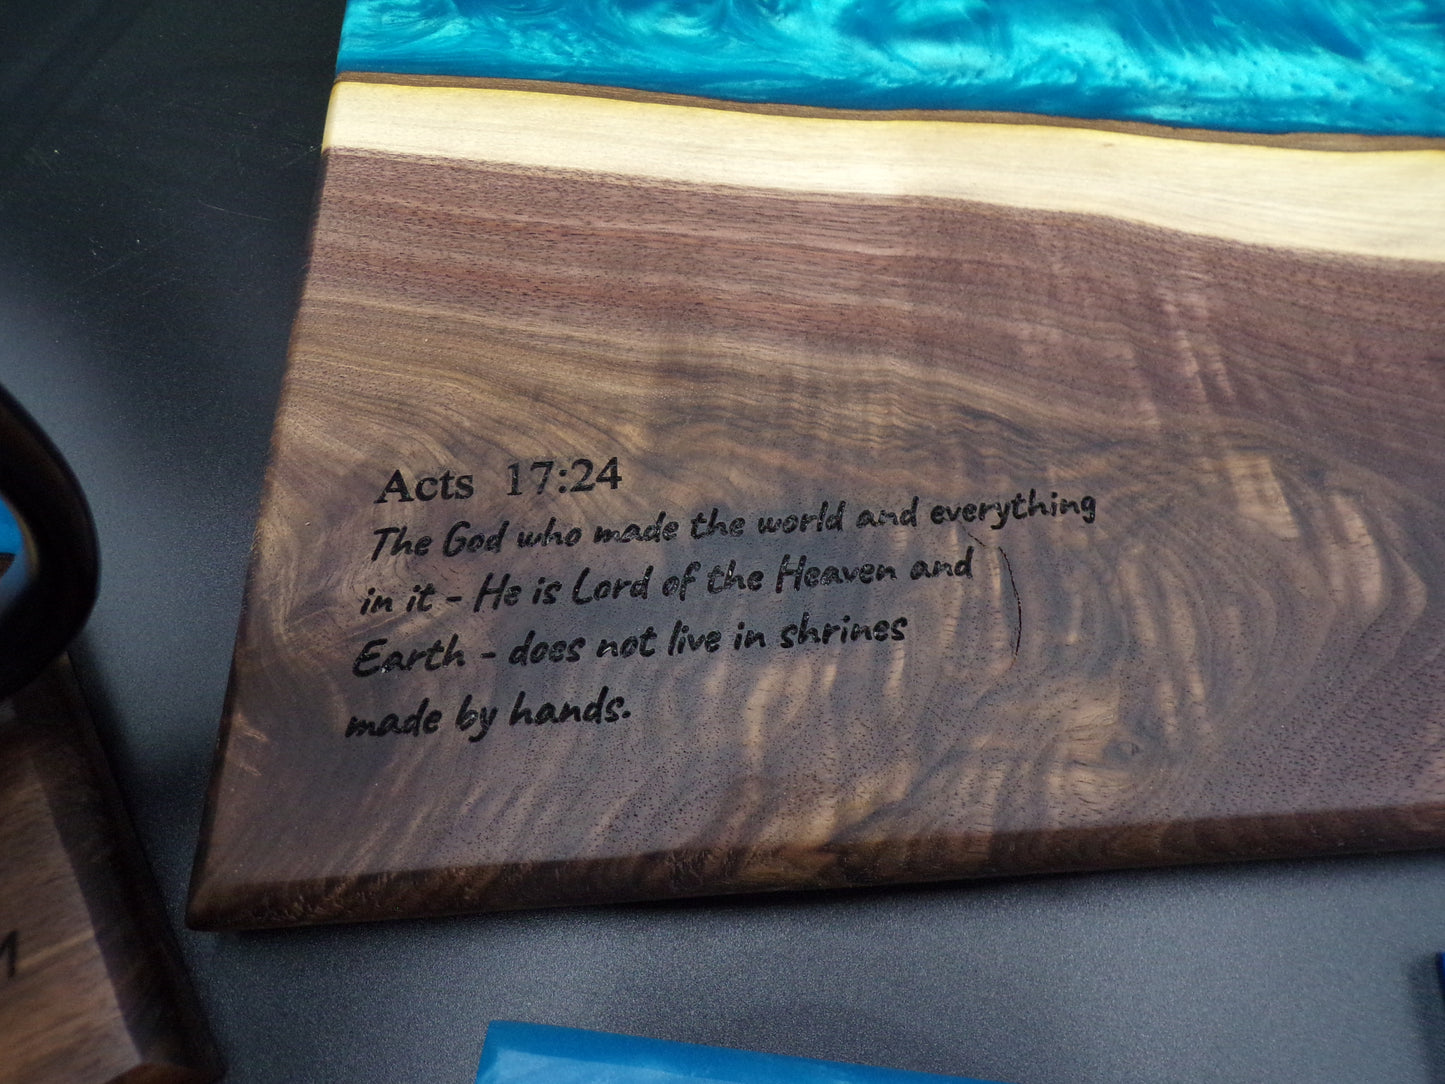 Acts 17:24
The God who made the world and everything
in it - He is Lord of the Heaven and
Earth - does not live in shrines
made by hands.